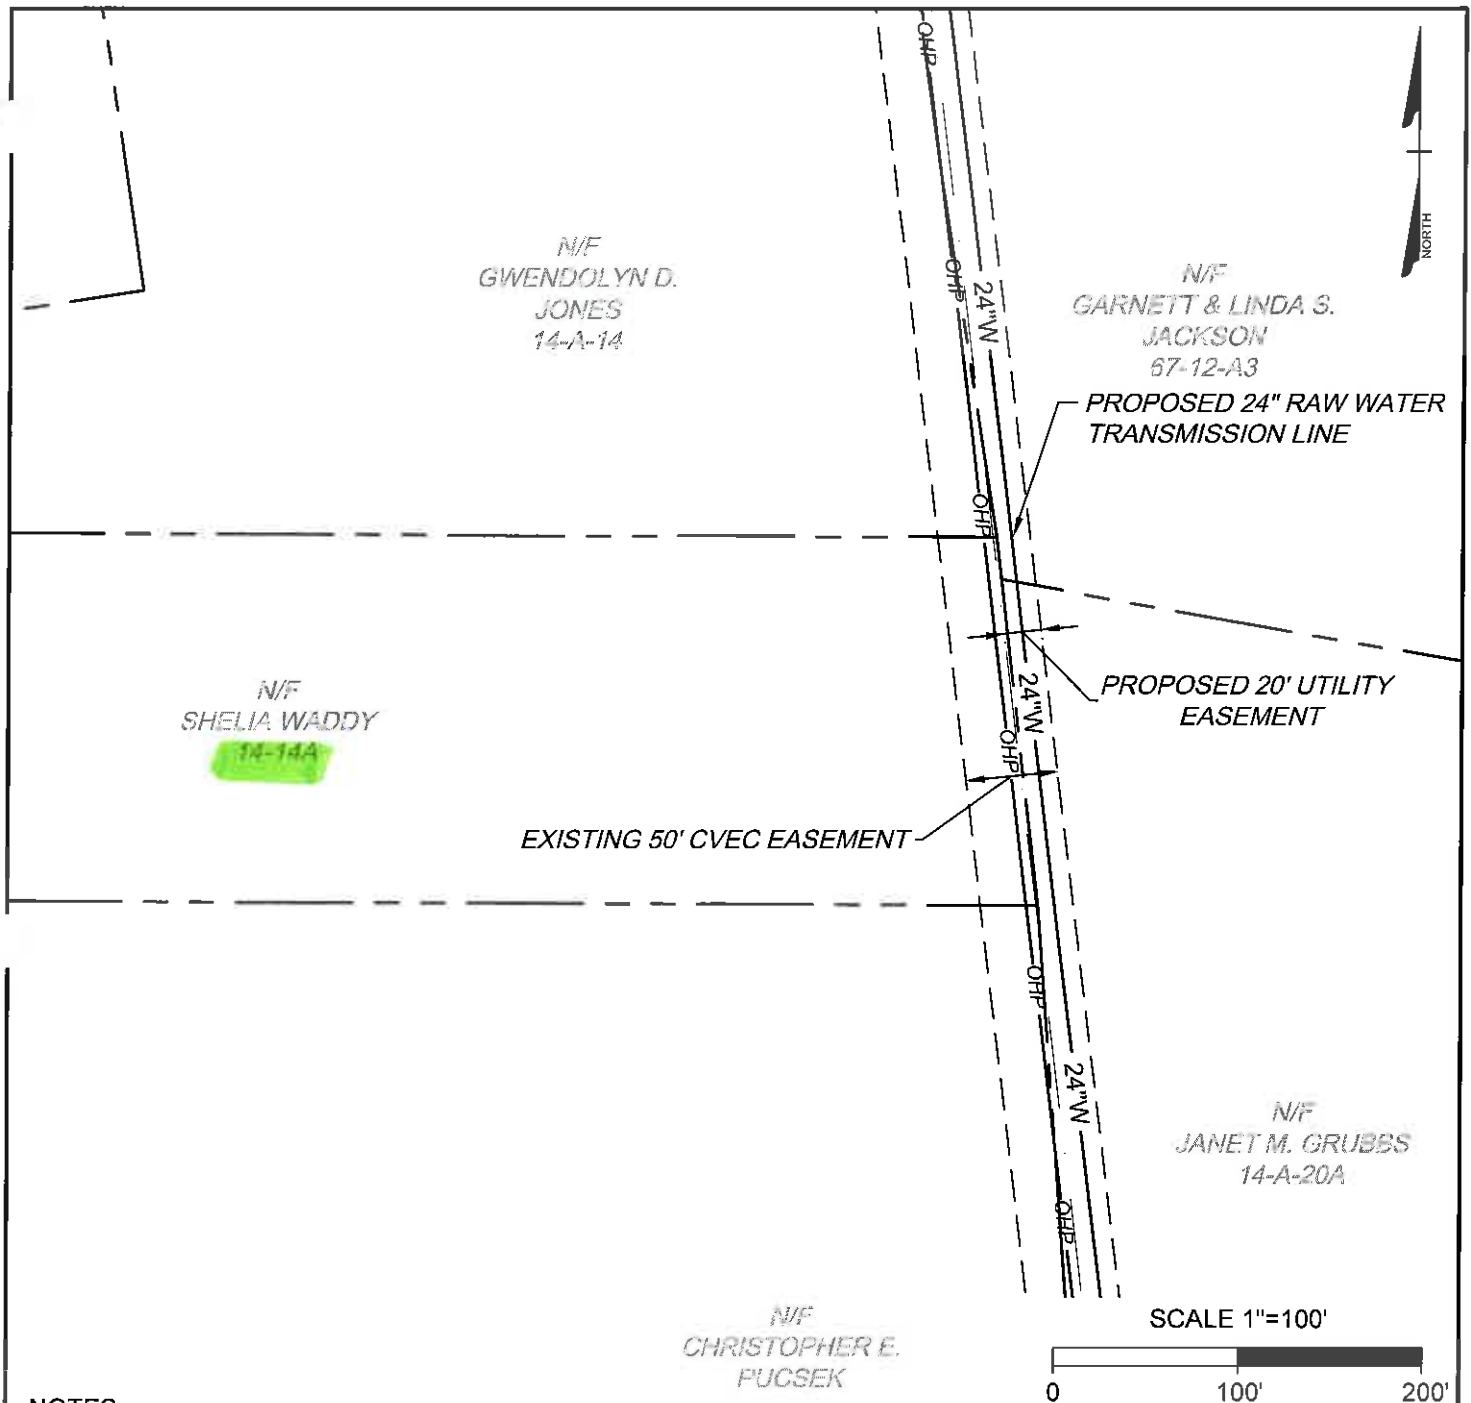 OHP
NORTH
N/F
GWENDOLYN D.
JONES
14-A-14
OHP
24"W
N/F
GARNETT & LINDA S.
JACKSON
67-12-A3
PROPOSED 24" RAW WATER
TRANSMISSION LINE
OHP
N/F
SHELIA WADDY
14-14A
24"W
PROPOSED 20' UTILITY
EASEMENT
OHP
EXISTING 50' CVEC EASEMENT
OHP
24"W
N/F
JANET M. GRUBBS
14-A-20A
OHP
N/F
CHRISTOPHER E.
PUCSEK
SCALE 1"=100'
0 100' 200'